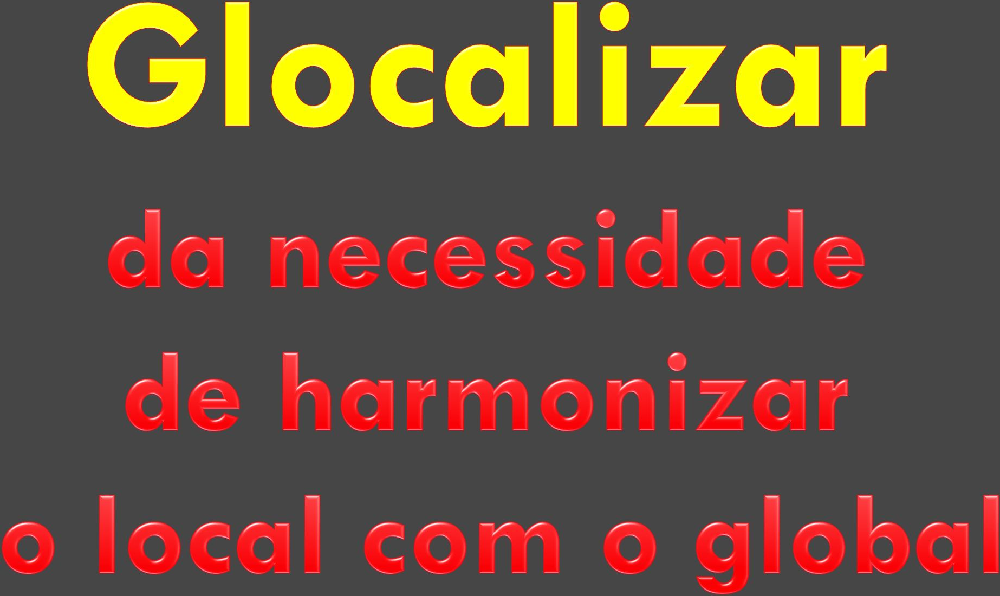 Glocalizar
da necessidade
de harmonizar
o local com o global